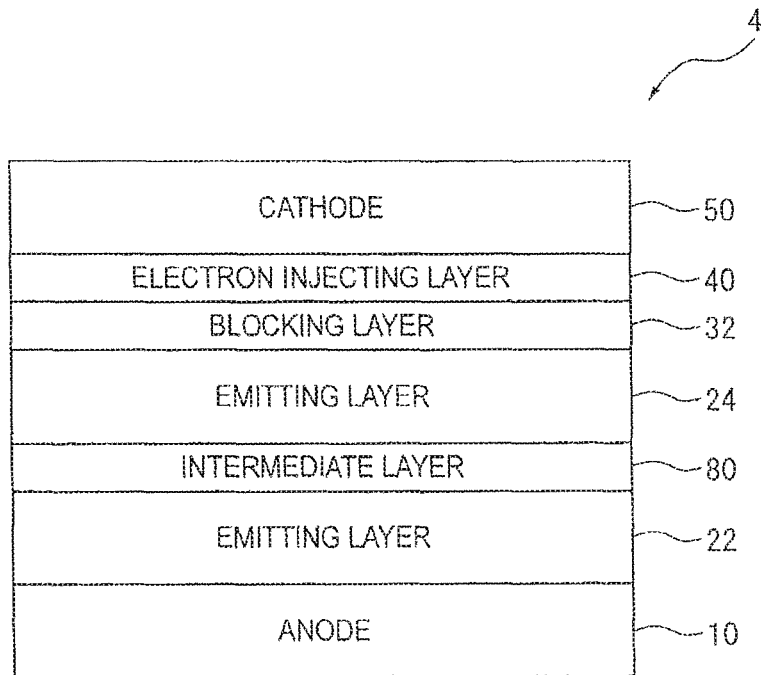 4
CATHODE 50
ELECTRON INJECTING LAYER 40
BLOCKING LAYER 32
EMITTING LAYER 24
INTERMEDIATE LAYER 80
EMITTING LAYER 22
ANODE 10